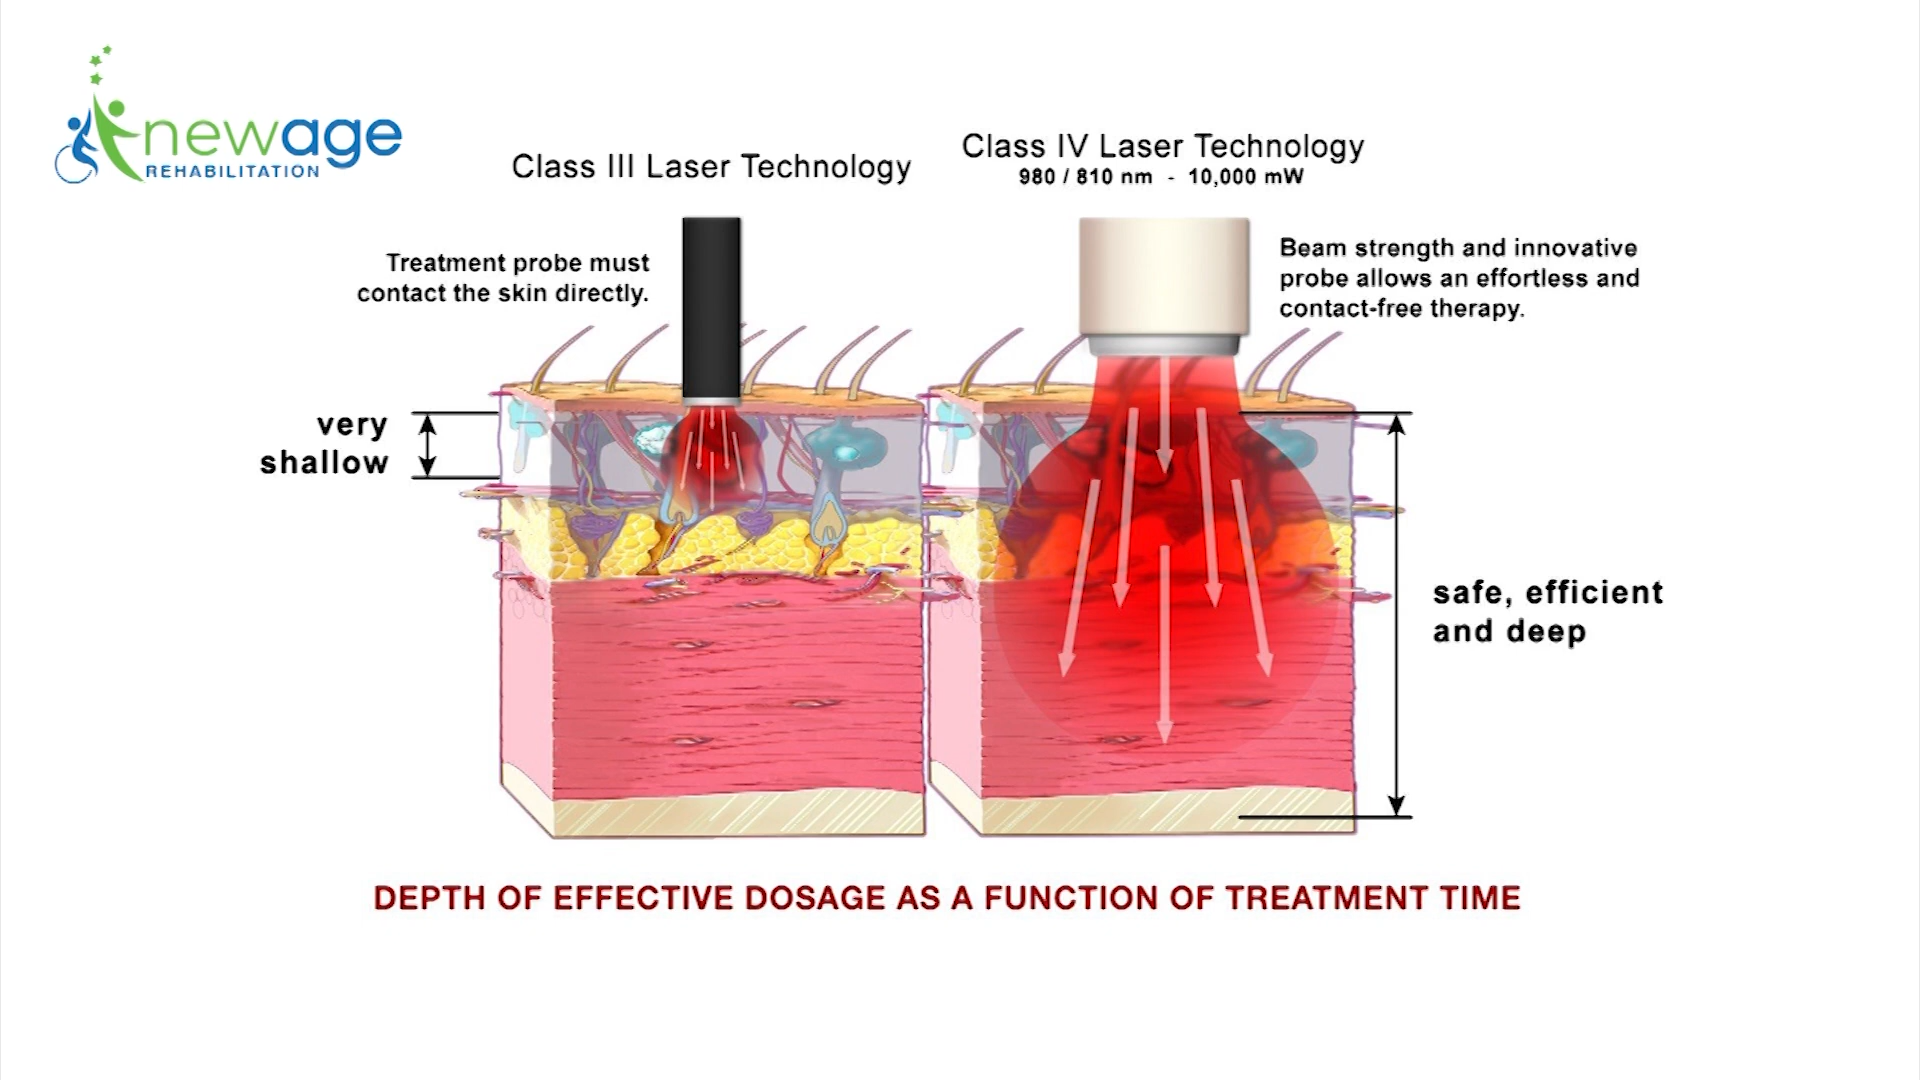 newage
REHABILITATION
Class III Laser Technology
Class IV Laser Technology
980 / 810 nm - 10,000 mW
Treatment probe must
contact the skin directly.
Beam strength and innovative
probe allows an effortless and
contact-free therapy.
very
shallow
safe, efficient
and deep
DEPTH OF EFFECTIVE DOSAGE AS A FUNCTION OF TREATMENT TIME